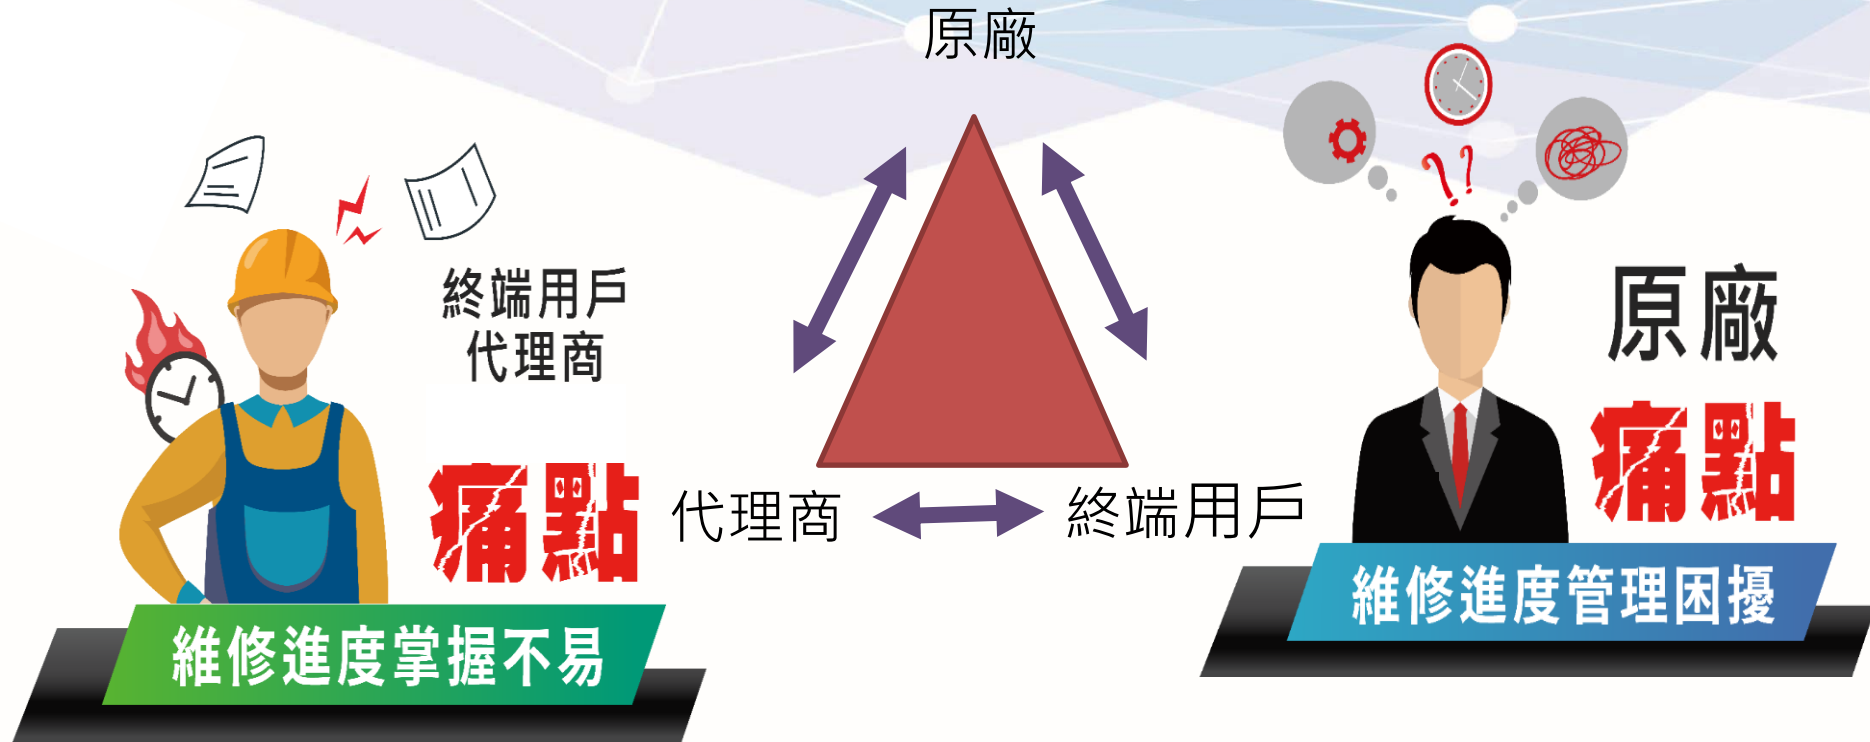 原廠
終端用戶
代理商
痛點
維修進度掌握不易
代理商
終端用戶
原廠
痛點
維修進度管理困擾